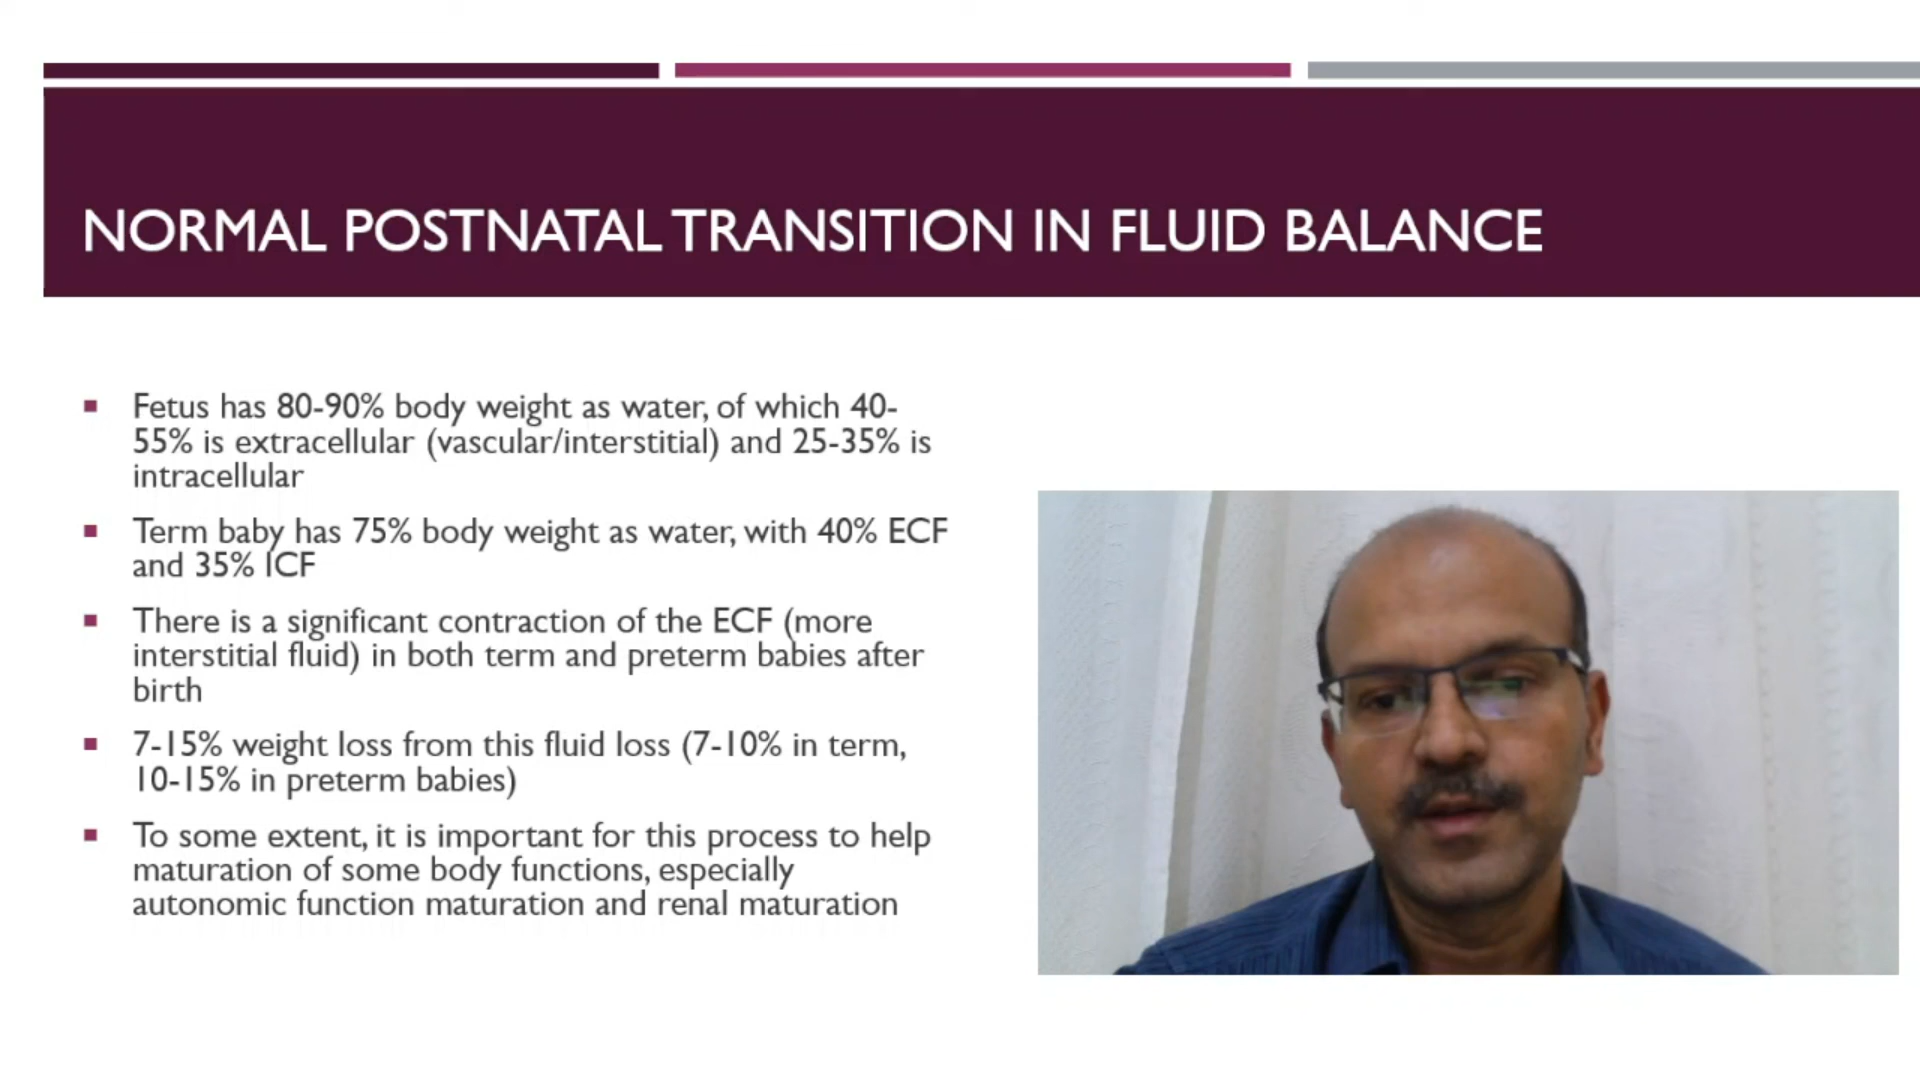 NORMAL POSTNATAL TRANSITION IN FLUID BALANCE
Fetus has 80-90% body weight as water, of which 40-
55% is extracellular (vascular/interstitial) and 25-35% is
intracellular
Term baby has 75% body weight as water, with 40% ECF
and 35% ICF
There is a significant contraction of the ECF (more
interstitial fluid) in both term and preterm babies after
birth
7-15% weight loss from this fluid loss (7-10% in term,
10-15% in preterm babies)
To some extent, it is important for this process to help
maturation of some body functions, especially
autonomic function maturation and renal maturation